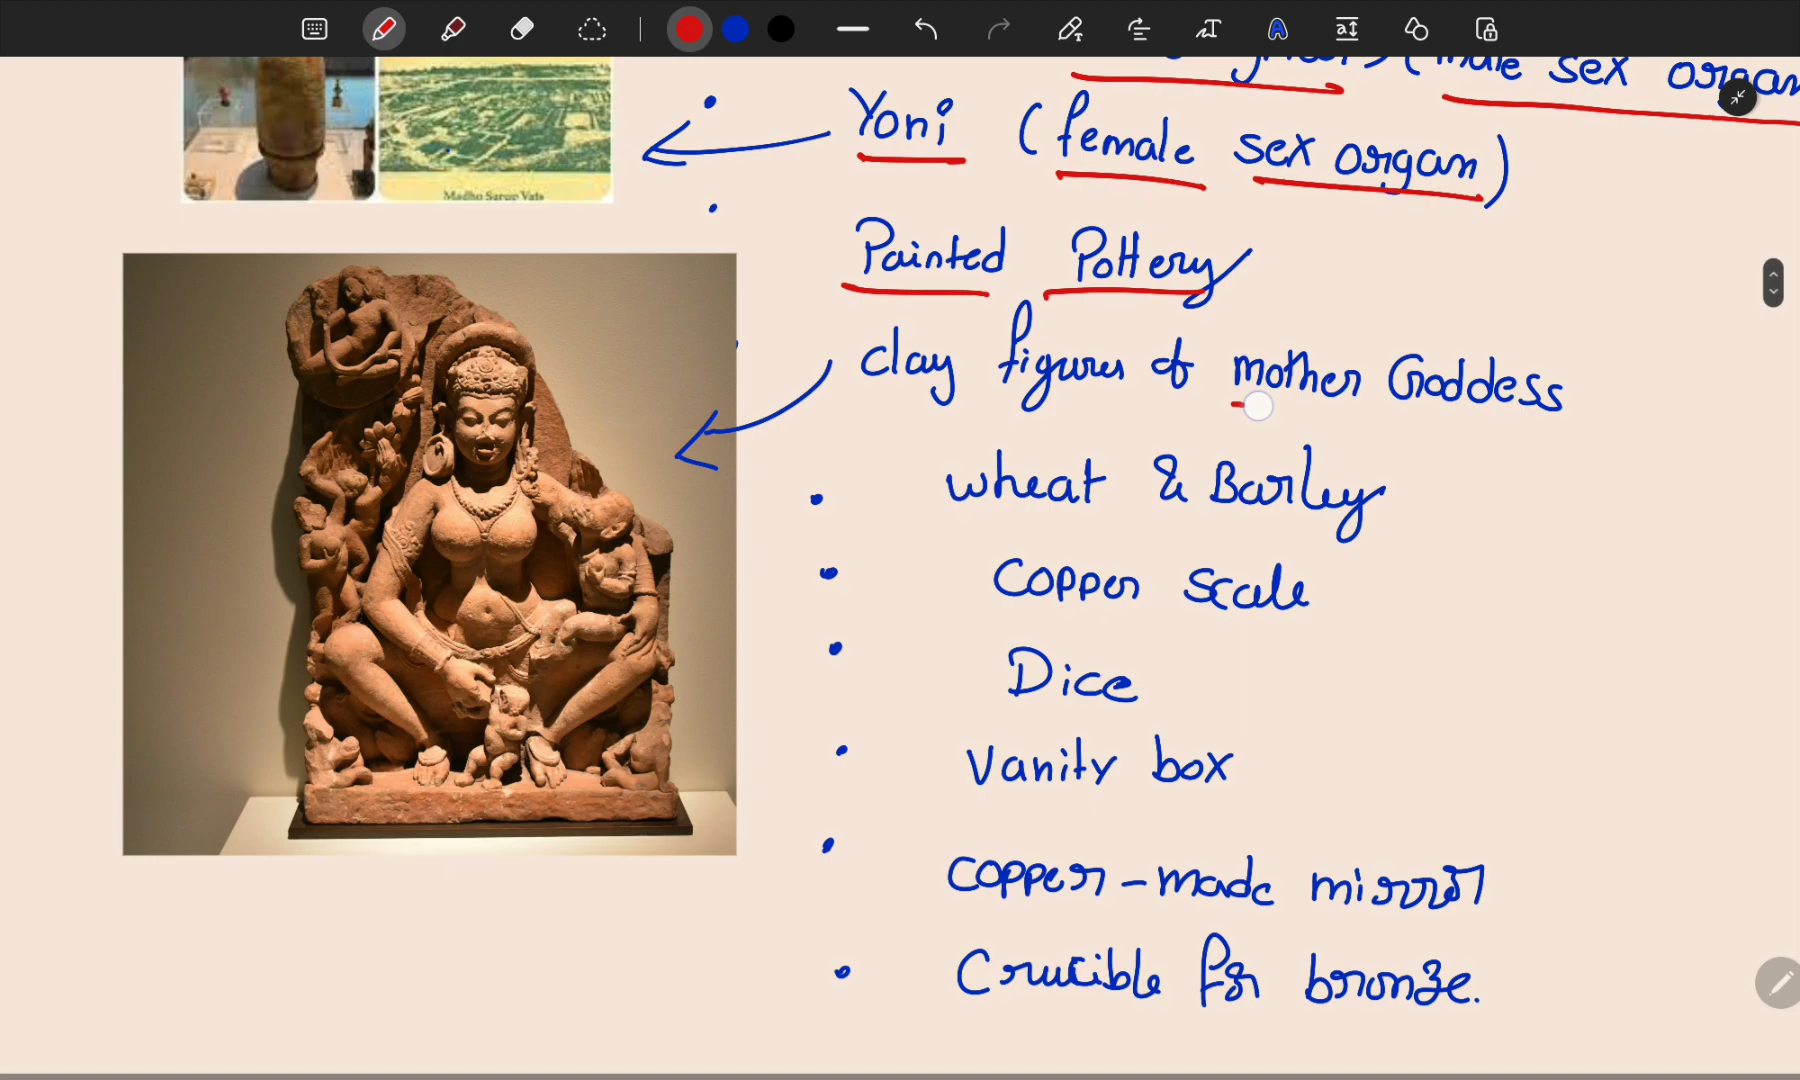 (male sex organ
Yoni (female sex organ)
Madho Sarup Vats
Painted Pottery
clay figures of mother Goddess
wheat & Barley
Copper scale
Dice
Vanity box
copper-made mirror
Crucible for bronze.